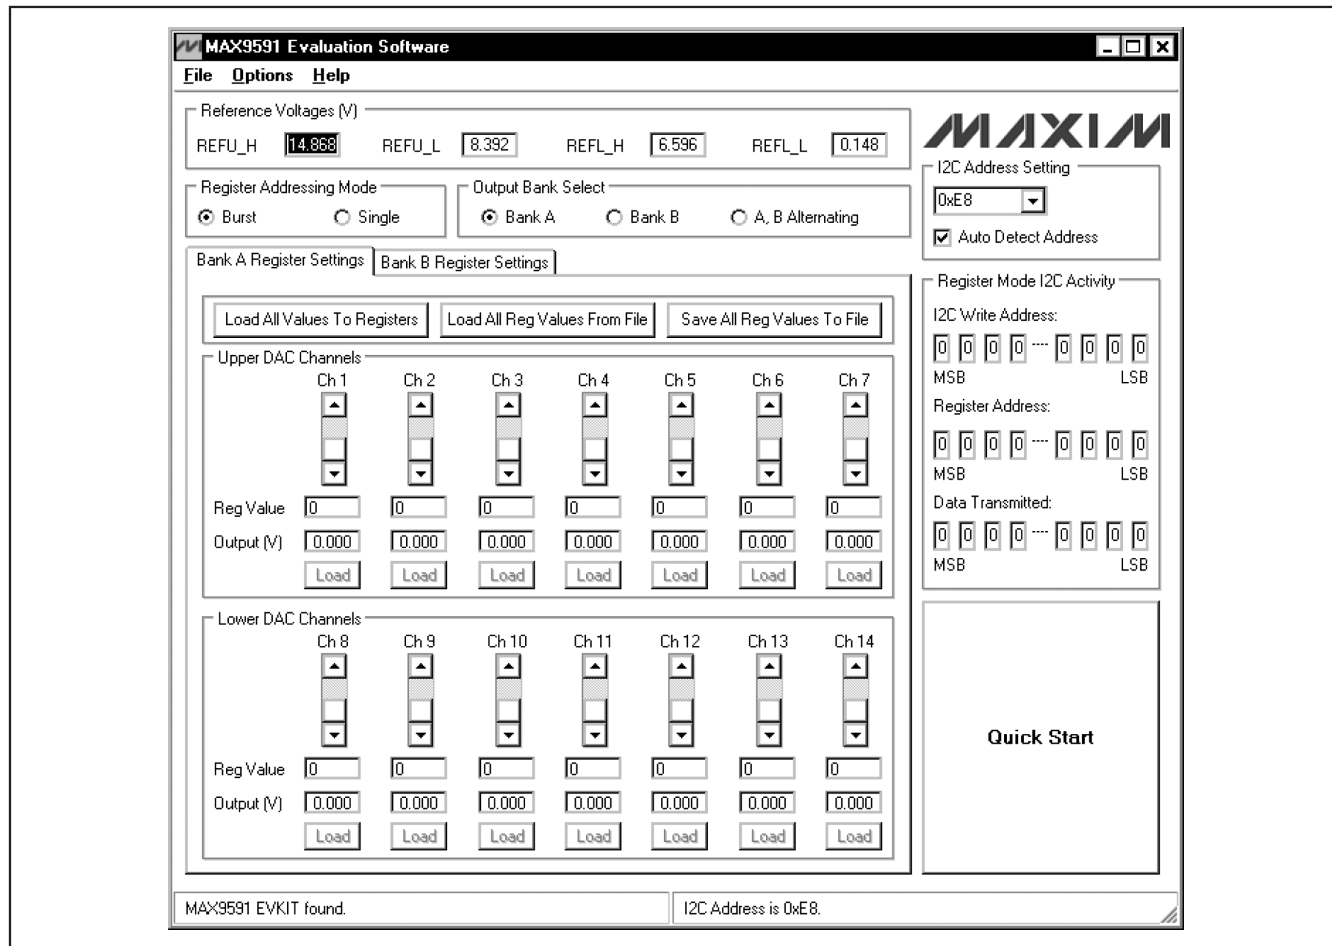 MAX9591 Evaluation Software
File Options Help
Reference Voltages (V)
REFU_H 14.868 REFU_L 8.392 REFL_H 6.596 REFL_L 0.148
MAXIM
Register Addressing Mode
Burst Single
Output Bank Select
Bank A Bank B A, B Alternating
I2C Address Setting
0xE8
Auto Detect Address
Bank A Register Settings Bank B Register Settings
Load All Values To Registers Load All Reg Values From File Save All Reg Values To File
Upper DAC Channels
Ch 1 Ch 2 Ch 3 Ch 4 Ch 5 Ch 6 Ch 7
Reg Value 0 0 0 0 0 0 0
Output (V) 0.000 0.000 0.000 0.000 0.000 0.000 0.000
Load Load Load Load Load Load Load
Lower DAC Channels
Ch 8 Ch 9 Ch 10 Ch 11 Ch 12 Ch 13 Ch 14
Reg Value 0 0 0 0 0 0 0
Output (V) 0.000 0.000 0.000 0.000 0.000 0.000 0.000
Load Load Load Load Load Load Load
Register Mode I2C Activity
I2C Write Address:
0 0 0 0 ---- 0 0 0 0
MSB LSB
Register Address:
0 0 0 0 ---- 0 0 0 0
MSB LSB
Data Transmitted:
0 0 0 0 ---- 0 0 0 0
MSB LSB
Quick Start
MAX9591 EVKIT found. I2C Address is 0xE8.